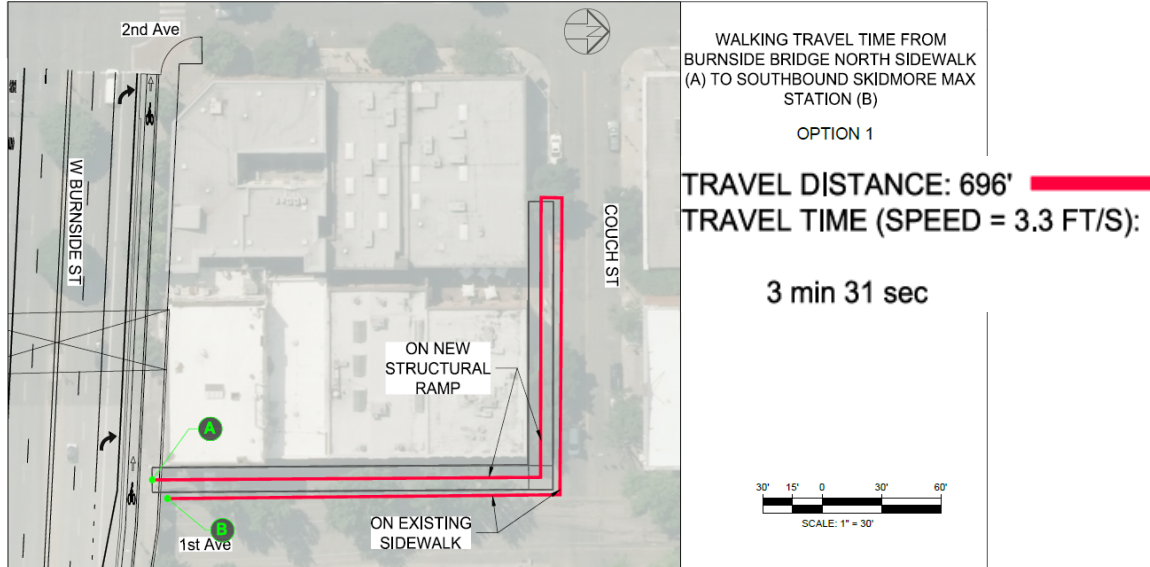 2nd Ave
W BURNSIDE ST
COUCH ST
ON NEW
STRUCTURAL
RAMP
A
B
1st Ave
ON EXISTING
SIDEWALK
WALKING TRAVEL TIME FROM
BURNSIDE BRIDGE NORTH SIDEWALK
(A) TO SOUTHBOUND SKIDMORE MAX
STATION (B)
OPTION 1
TRAVEL DISTANCE: 696'
TRAVEL TIME (SPEED = 3.3 FT/S):
3 min 31 sec
30' 15' 0 30' 60'
SCALE: 1" = 30'